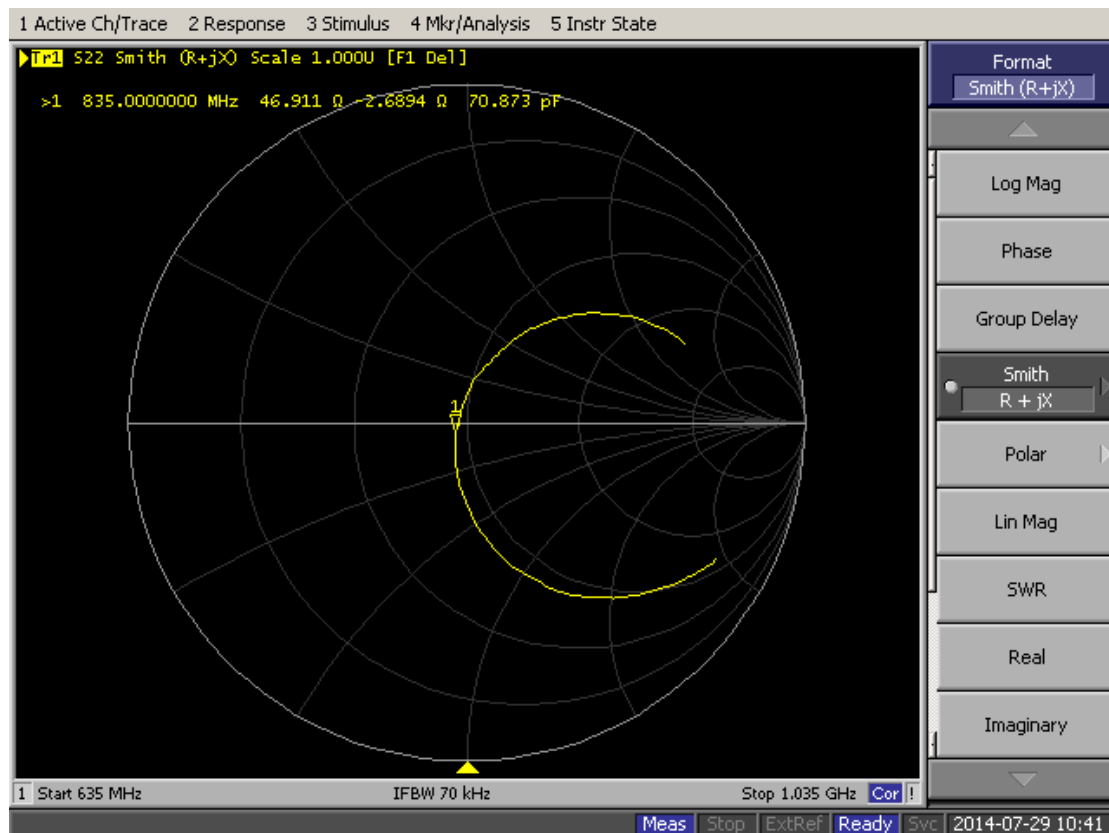 1 Active Ch/Trace 2 Response 3 Stimulus 4 Mkr/Analysis 5 Instr State
Tr1 S22 Smith (R+jX) Scale 1.000U [F1 Del]
>1 835.0000000 MHz 46.911 Ω -2.6894 Ω 70.873 pF
1
Format
Smith (R+jX)
Log Mag
Phase
Group Delay
Smith
R + jX
Polar
Lin Mag
SWR
Real
Imaginary
1 Start 635 MHz IFBW 70 kHz Stop 1.035 GHz Cor !
Meas Stop ExtRef Ready Svc 2014-07-29 10:41